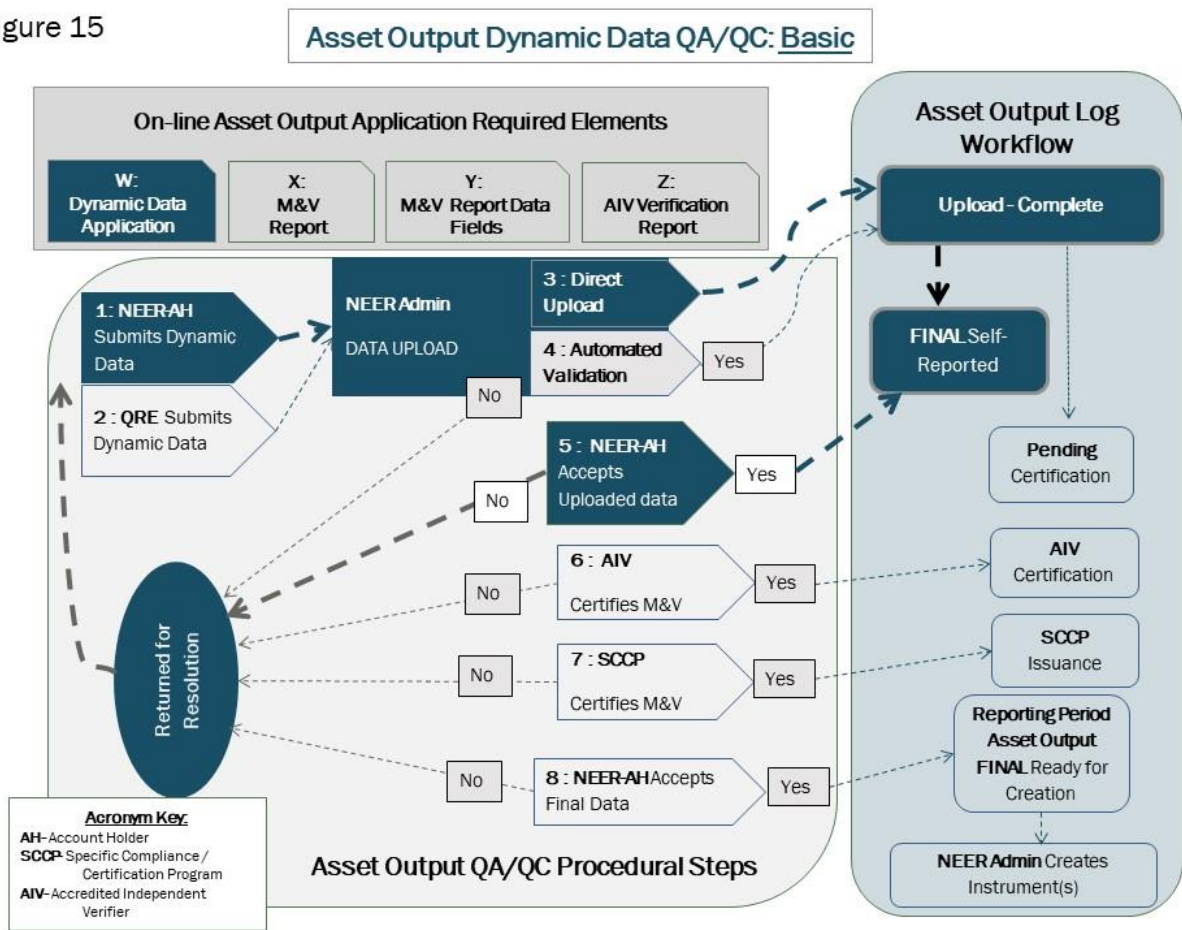 gure 15
Asset Output Dynamic Data QA/QC: Basic
On-line Asset Output Application Required Elements
W:
Dynamic Data
Application
X:
M&V
Report
Y:
M&V Report Data
Fields
Z:
AIV Verification
Report
Asset Output Log
Workflow
Upload - Complete
FINAL Self-
Reported
Pending
Certification
AIV
Certification
SCCP
Issuance
Reporting Period
Asset Output
FINAL Ready for
Creation
NEER Admin Creates
Instrument(s)
1: NEER-AH
Submits Dynamic
Data
2 : QRE Submits
Dynamic Data
NEER Admin
DATA UPLOAD
3 : Direct
Upload
4 : Automated
Validation
Yes
No
5 : NEER-AH
Accepts
Uploaded data
Yes
No
6 : AIV
Certifies M&V
Yes
No
7 : SCCP
Certifies M&V
Yes
No
8 : NEER-AH Accepts
Final Data
Yes
No
Returned for
Resolution
Acronym Key:
AH-Account Holder
SCCP-Specific Compliance /
Certification Program
AIV-Accredited Independent
Verifier
Asset Output QA/QC Procedural Steps